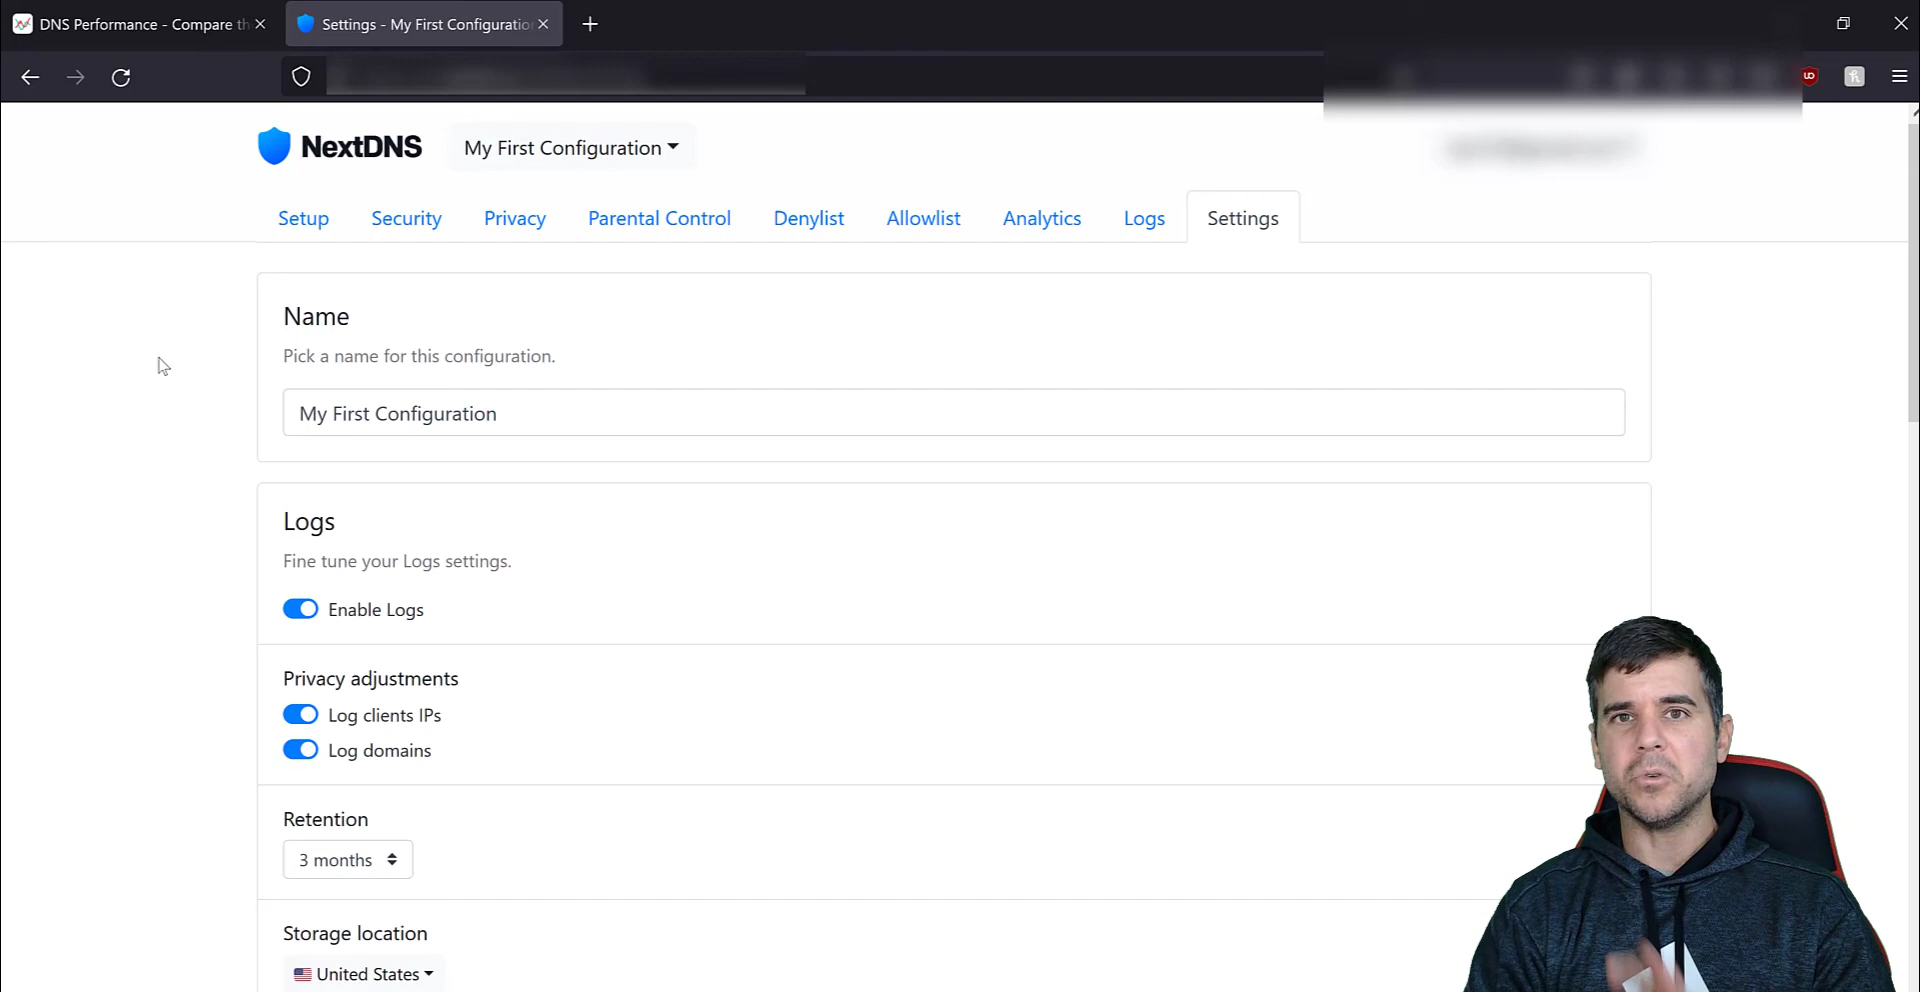 DNS Performance - Compare th
Settings - My First Configuratio
NextDNS
My First Configuration
Setup
Security
Privacy
Parental Control
Denylist
Allowlist
Analytics
Logs
Settings
Name
Pick a name for this configuration.
My First Configuration
Logs
Fine tune your Logs settings.
Enable Logs
Privacy adjustments
Log clients IPs
Log domains
Retention
3 months
Storage location
United States